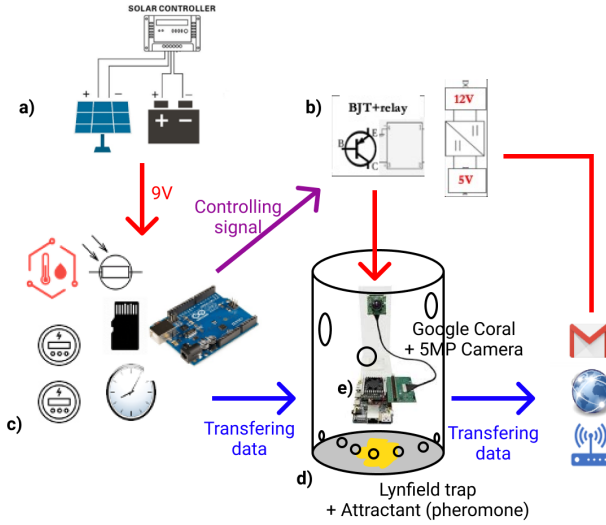 SOLAR CONTROLLER
+ − + −
a)
b)
BJT+relay
B
E
C
12V
5V
9V
Controlling
signal
Google Coral
+ 5MP Camera
e)
c)
Transfering
data
Transfering
data
d)
Lynfield trap
+ Attractant (pheromone)